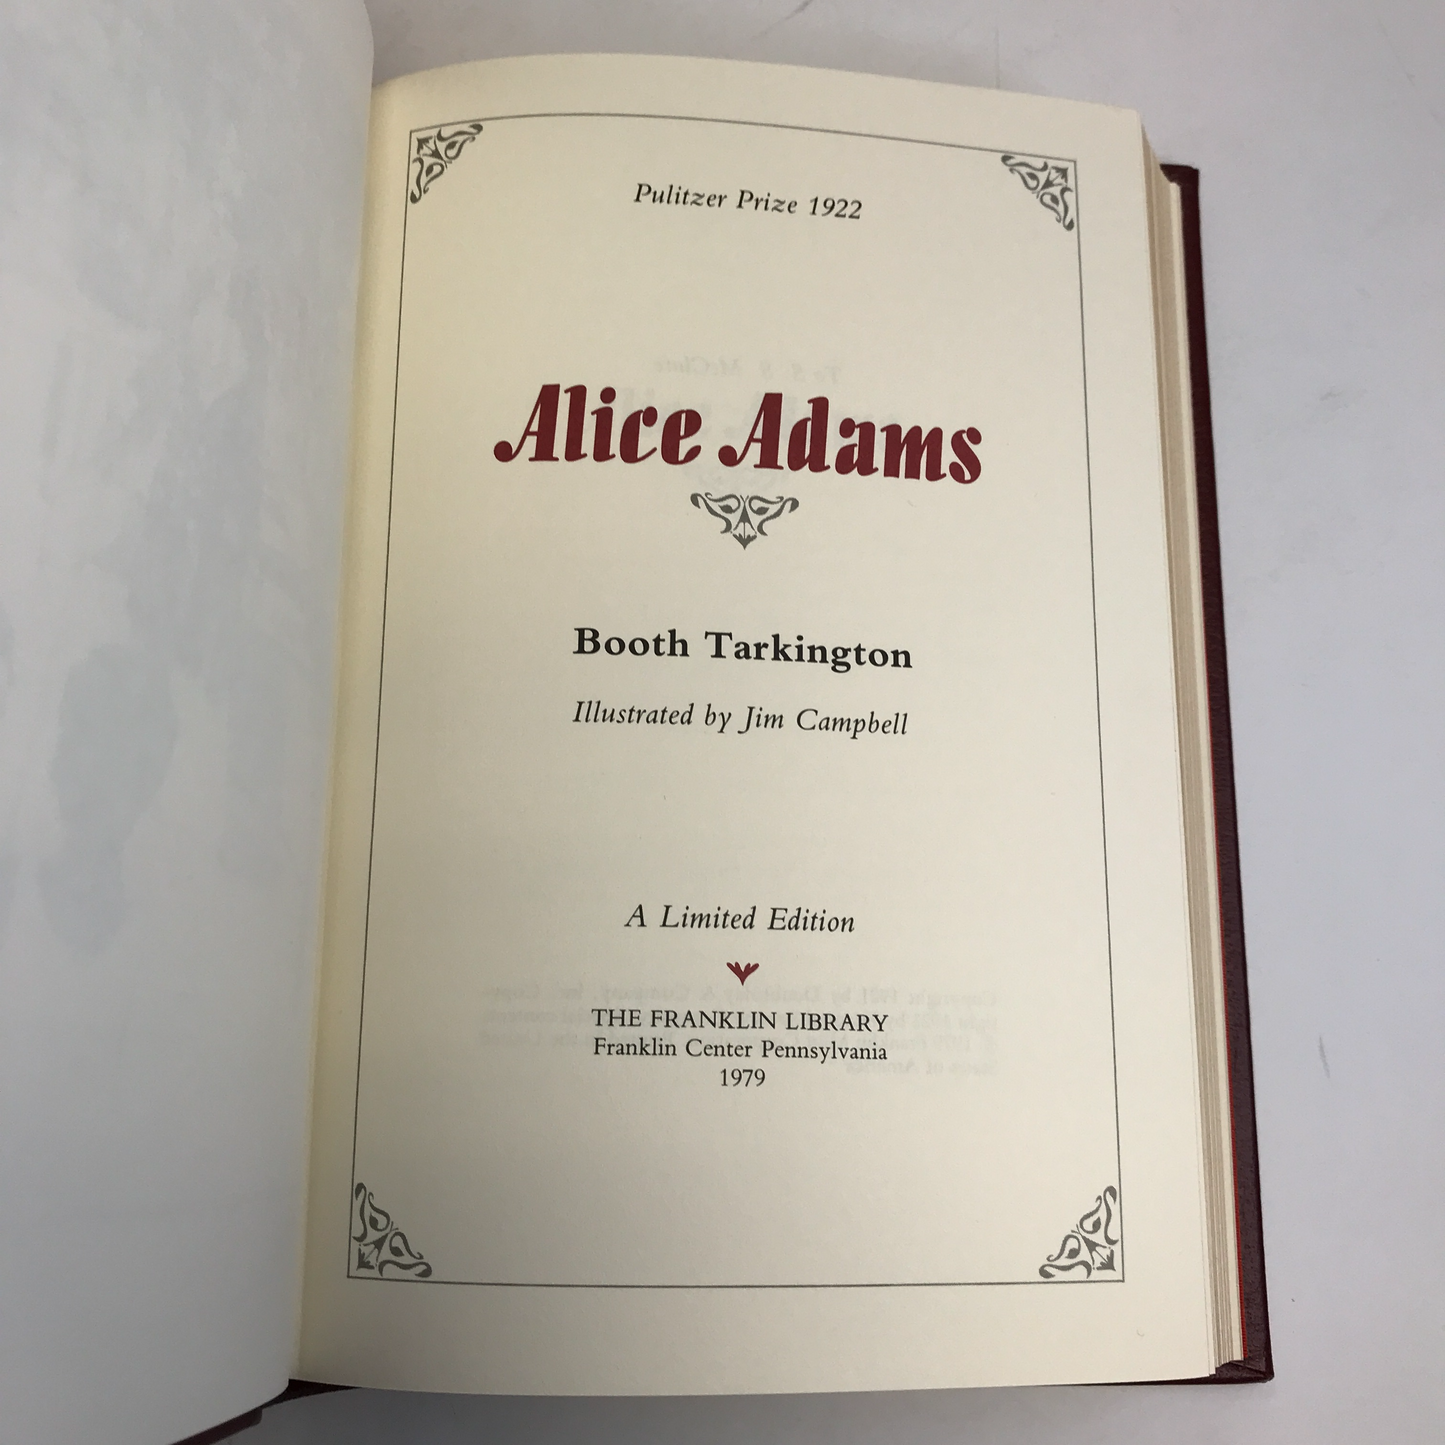 Pulitzer Prize 1922
Alice Adams
Booth Tarkington
Illustrated by Jim Campbell
A Limited Edition
THE FRANKLIN LIBRARY
Franklin Center Pennsylvania
1979